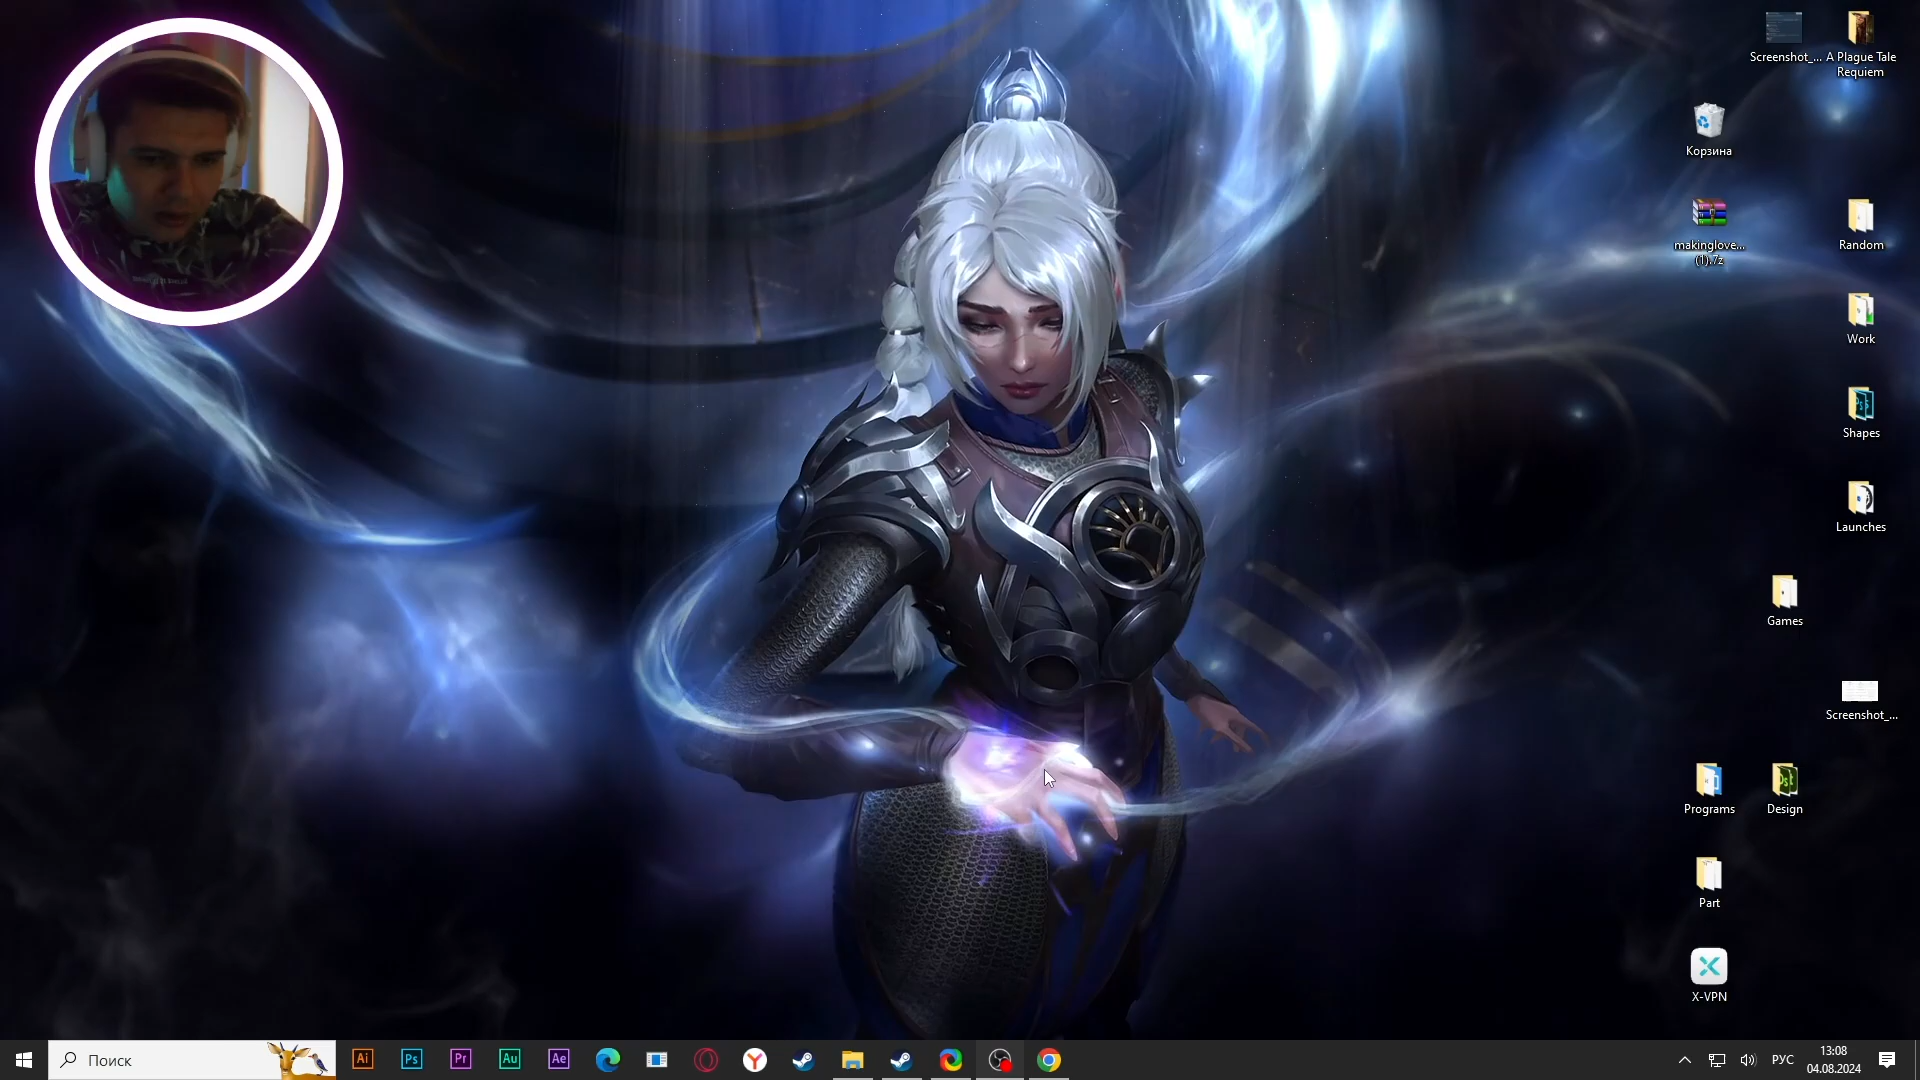 Screenshot_...
A Plague Tale
Requiem
Корзина
makinglove...
(1).7z
Random
Work
Shapes
Launches
Games
Screenshot_...
Programs
Design
Part
X-VPN
Поиск
Ai
Ps
Pr
Au
Ae
РУС
13:08
04.08.2024